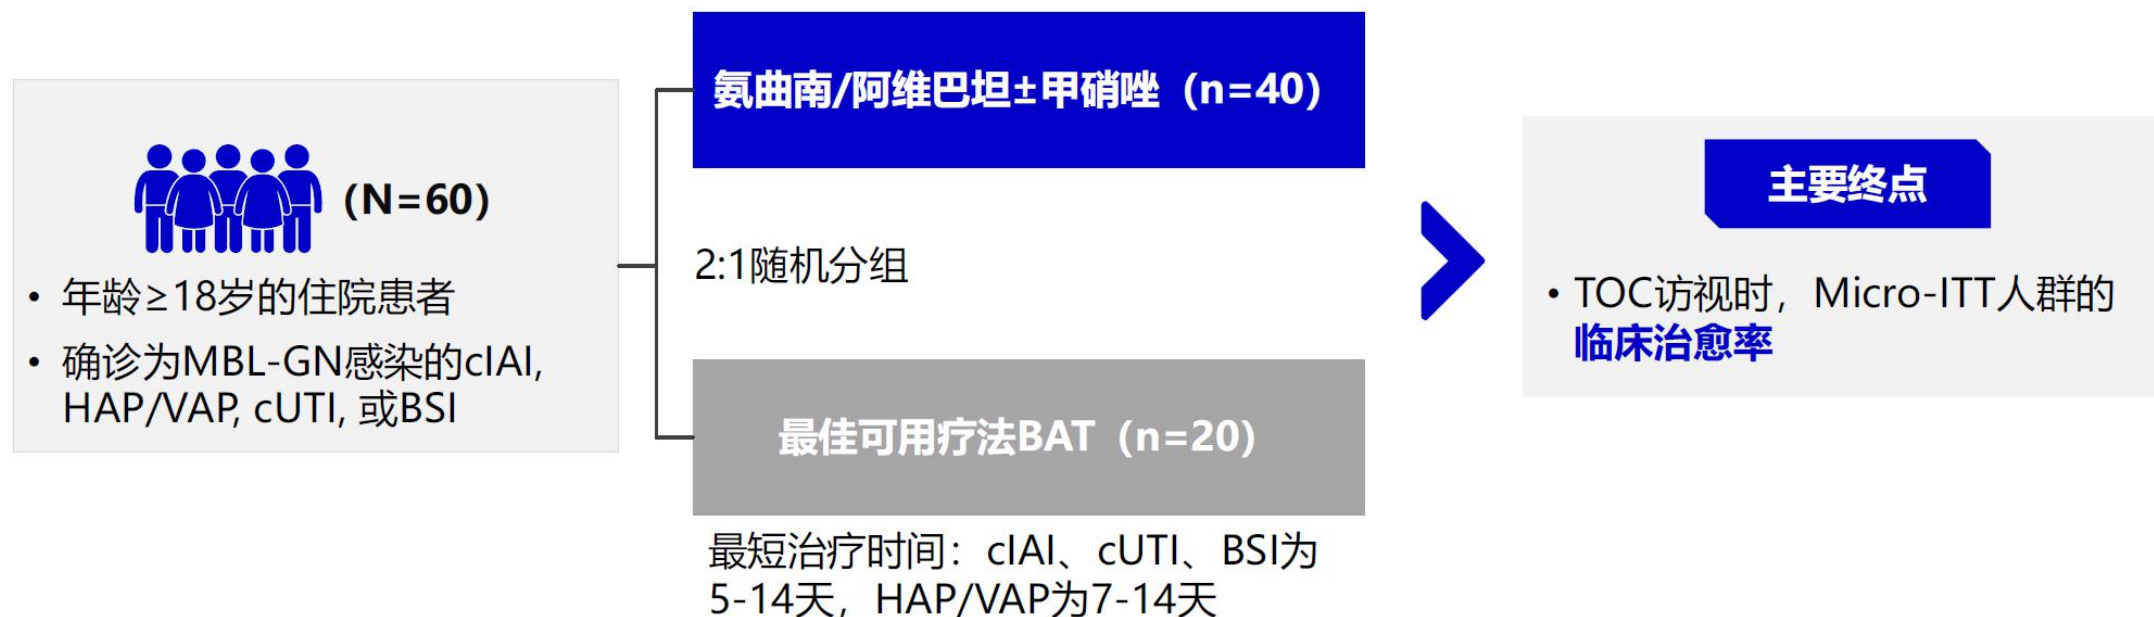 （N=60）
• 年龄≥18岁的住院患者
• 确诊为MBL-GN感染的cIAI,
HAP/VAP, cUTI, 或BSI
氨曲南/阿维巴坦±甲硝唑（n=40）
2:1随机分组
最佳可用疗法BAT（n=20）
最短治疗时间：cIAI、cUTI、BSI为
5-14天，HAP/VAP为7-14天
主要终点
• TOC访视时，Micro-ITT人群的
临床治愈率